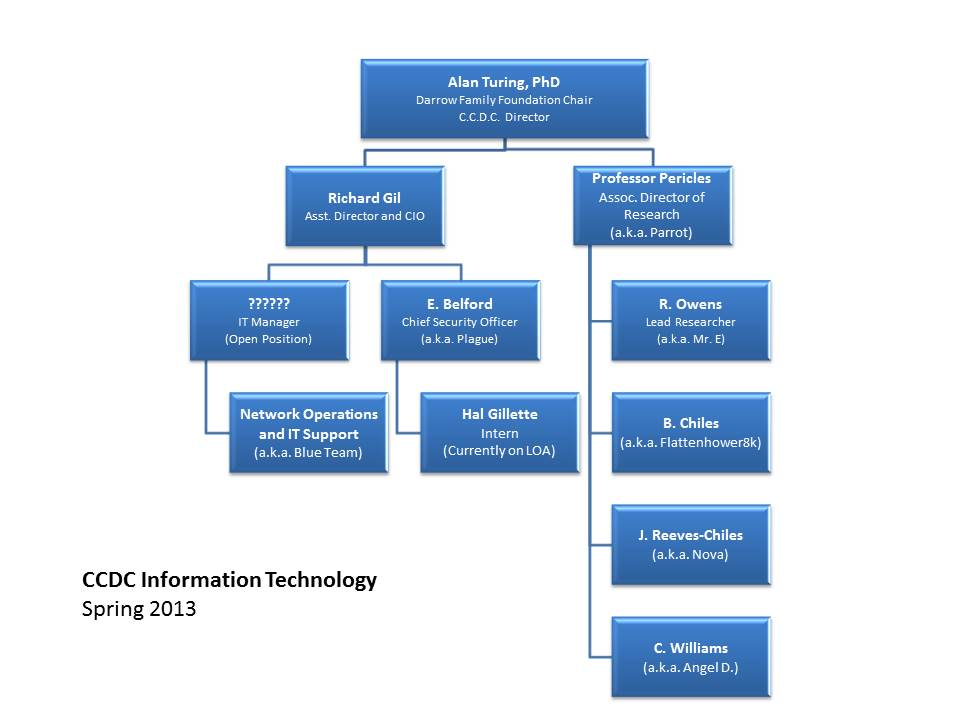 Alan Turing, PhD
Darrow Family Foundation Chair
C.C.D.C. Director
Richard Gil
Asst. Director and CIO
Professor Pericles
Assoc. Director of
Research
(a.k.a. Parrot)
??????
IT Manager
(Open Position)
E. Belford
Chief Security Officer
(a.k.a. Plague)
R. Owens
Lead Researcher
(a.k.a. Mr. E)
Network Operations
and IT Support
(a.k.a. Blue Team)
Hal Gillette
Intern
(Currently on LOA)
B. Chiles
(a.k.a. Flattenhower8k)
J. Reeves-Chiles
(a.k.a. Nova)
C. Williams
(a.k.a. Angel D.)
CCDC Information Technology
Spring 2013